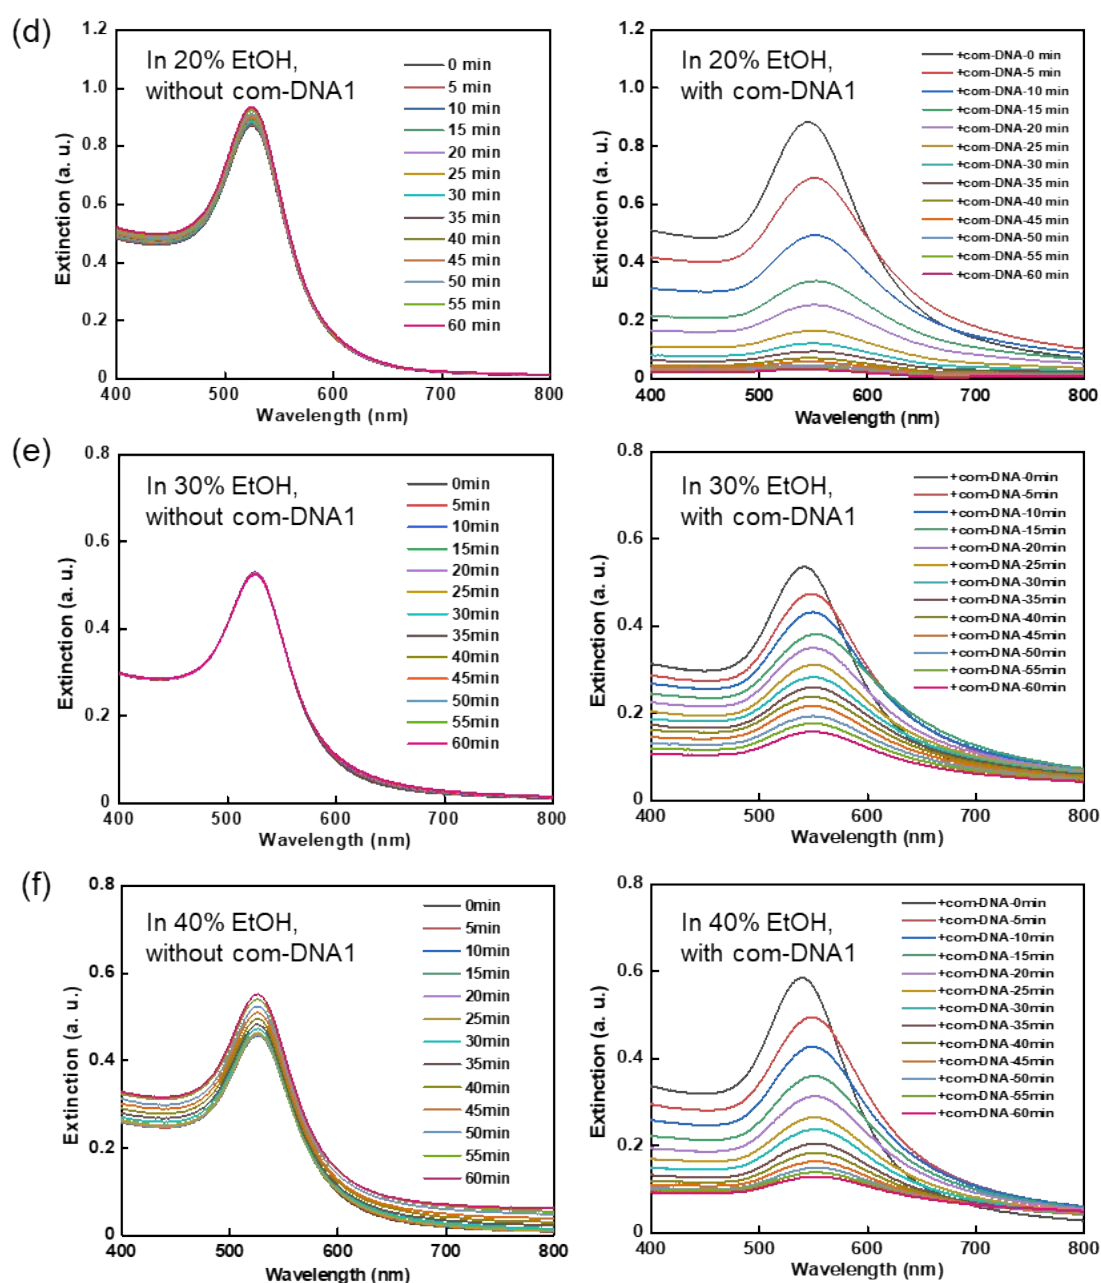 (d)
1.2
1.0
0.8
0.6
0.4
0.2
0
400
500
600
700
800
Extinction (a. u.)
Wavelength (nm)
In 20% EtOH,
without com-DNA1
0 min
5 min
10 min
15 min
20 min
25 min
30 min
35 min
40 min
45 min
50 min
55 min
60 min
1.2
1.0
0.8
0.6
0.4
0.2
0
400
500
600
700
800
Extinction (a. u.)
Wavelength (nm)
In 20% EtOH,
with com-DNA1
+com-DNA-0 min
+com-DNA-5 min
+com-DNA-10 min
+com-DNA-15 min
+com-DNA-20 min
+com-DNA-25 min
+com-DNA-30 min
+com-DNA-35 min
+com-DNA-40 min
+com-DNA-45 min
+com-DNA-50 min
+com-DNA-55 min
+com-DNA-60 min
(e)
0.8
0.6
0.4
0.2
0
400
500
600
700
800
Extinction (a. u.)
Wavelength (nm)
In 30% EtOH,
without com-DNA1
0min
5min
10min
15min
20min
25min
30min
35min
40min
45min
50min
55min
60min
0.8
0.6
0.4
0.2
0
400
500
600
700
800
Extinction (a. u.)
Wavelength (nm)
In 30% EtOH,
with com-DNA1
+com-DNA-0min
+com-DNA-5min
+com-DNA-10min
+com-DNA-15min
+com-DNA-20min
+com-DNA-25min
+com-DNA-30min
+com-DNA-35min
+com-DNA-40min
+com-DNA-45min
+com-DNA-50min
+com-DNA-55min
+com-DNA-60min
(f)
0.8
0.6
0.4
0.2
0
400
500
600
700
800
Extinction (a. u.)
Wavelength (nm)
In 40% EtOH,
without com-DNA1
0min
5min
10min
15min
20min
25min
30min
35min
40min
45min
50min
55min
60min
0.8
0.6
0.4
0.2
0
400
500
600
700
800
Extinction (a. u.)
Wavelength (nm)
In 40% EtOH,
with com-DNA1
+com-DNA-0min
+com-DNA-5min
+com-DNA-10min
+com-DNA-15min
+com-DNA-20min
+com-DNA-25min
+com-DNA-30min
+com-DNA-35min
+com-DNA-40min
+com-DNA-45min
+com-DNA-50min
+com-DNA-55min
+com-DNA-60min